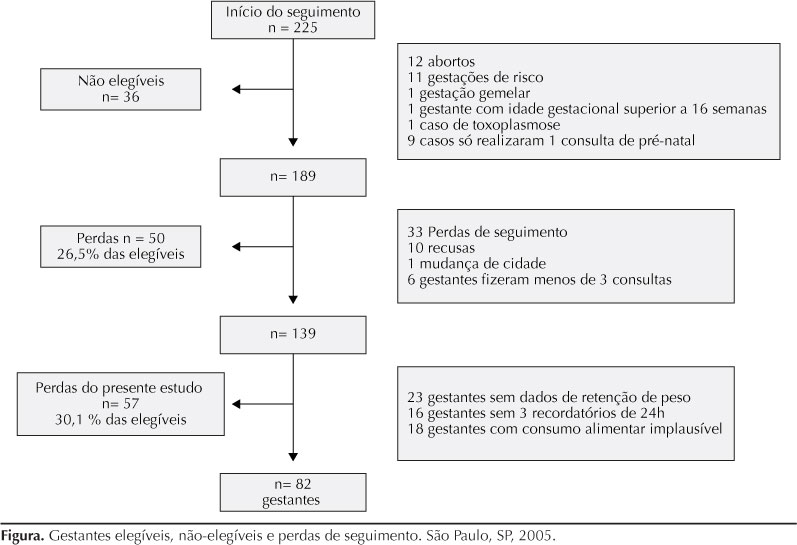 Início do seguimento
n = 225
Não elegíveis
n= 36
12 abortos
11 gestações de risco
1 gestação gemelar
1 gestante com idade gestacional superior a 16 semanas
1 caso de toxoplasmose
9 casos só realizaram 1 consulta de pré-natal
n= 189
Perdas n = 50
26,5% das elegíveis
33 Perdas de seguimento
10 recusas
1 mudança de cidade
6 gestantes fizeram menos de 3 consultas
n= 139
Perdas do presente estudo
n= 57
30,1 % das elegíveis
23 gestantes sem dados de retenção de peso
16 gestantes sem 3 recordatórios de 24h
18 gestantes com consumo alimentar implausível
n= 82
gestantes
Figura. Gestantes elegíveis, não-elegíveis e perdas de seguimento. São Paulo, SP, 2005.